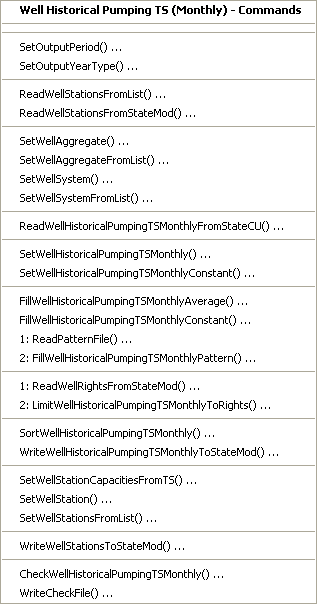 Well Historical Pumping TS (Monthly) - Commands
SetOutputPeriod() ...
SetOutputYearType() ...
ReadWellStationsFromList() ...
ReadWellStationsFromStateMod() ...
SetWellAggregate() ...
SetWellAggregateFromList() ...
SetWellSystem() ...
SetWellSystemFromList() ...
ReadWellHistoricalPumpingTSMonthlyFromStateCU() ...
SetWellHistoricalPumpingTSMonthly() ...
SetWellHistoricalPumpingTSMonthlyConstant() ...
FillWellHistoricalPumpingTSMonthlyAverage() ...
FillWellHistoricalPumpingTSMonthlyConstant() ...
1: ReadPatternFile() ...
2: FillWellHistoricalPumpingTSMonthlyPattern() ...
1: ReadWellRightsFromStateMod() ...
2: LimitWellHistoricalPumpingTSMonthlyToRights() ...
SortWellHistoricalPumpingTSMonthly() ...
WriteWellHistoricalPumpingTSMonthlyToStateMod() ...
SetWellStationCapacitiesFromTS() ...
SetWellStation() ...
SetWellStationsFromList() ...
WriteWellStationsToStateMod() ...
CheckWellHistoricalPumpingTSMonthly() ...
WriteCheckFile() ...